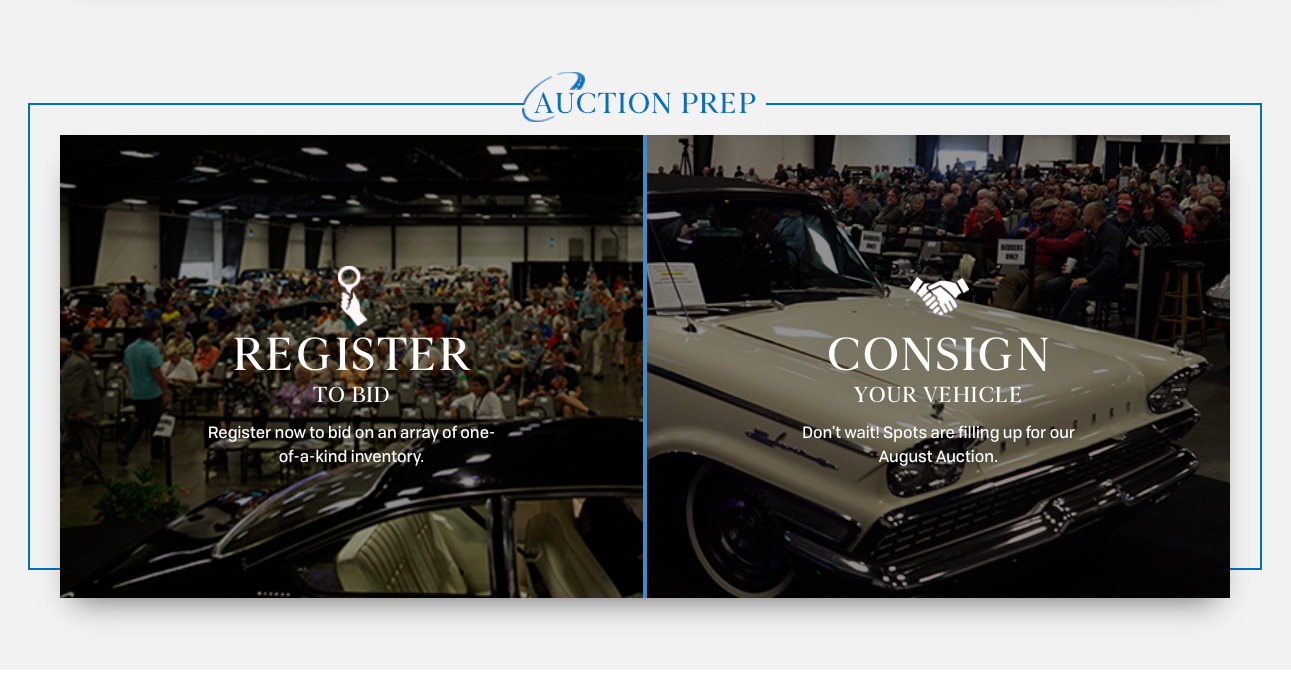 AUCTION PREP
REGISTER
TO BID
Register now to bid on an array of one-
of-a-kind inventory.
BIDDERS
ONLY
BIDDERS
ONLY
CONSIGN
YOUR VEHICLE
Don't wait! Spots are filling up for our
August Auction.